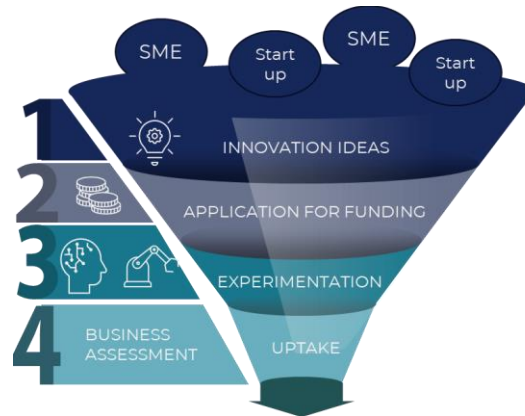 SME
Start
up
SME
Start
up
1
INNOVATION IDEAS
2
APPLICATION FOR FUNDING
3
EXPERIMENTATION
4
BUSINESS
ASSESSMENT
UPTAKE